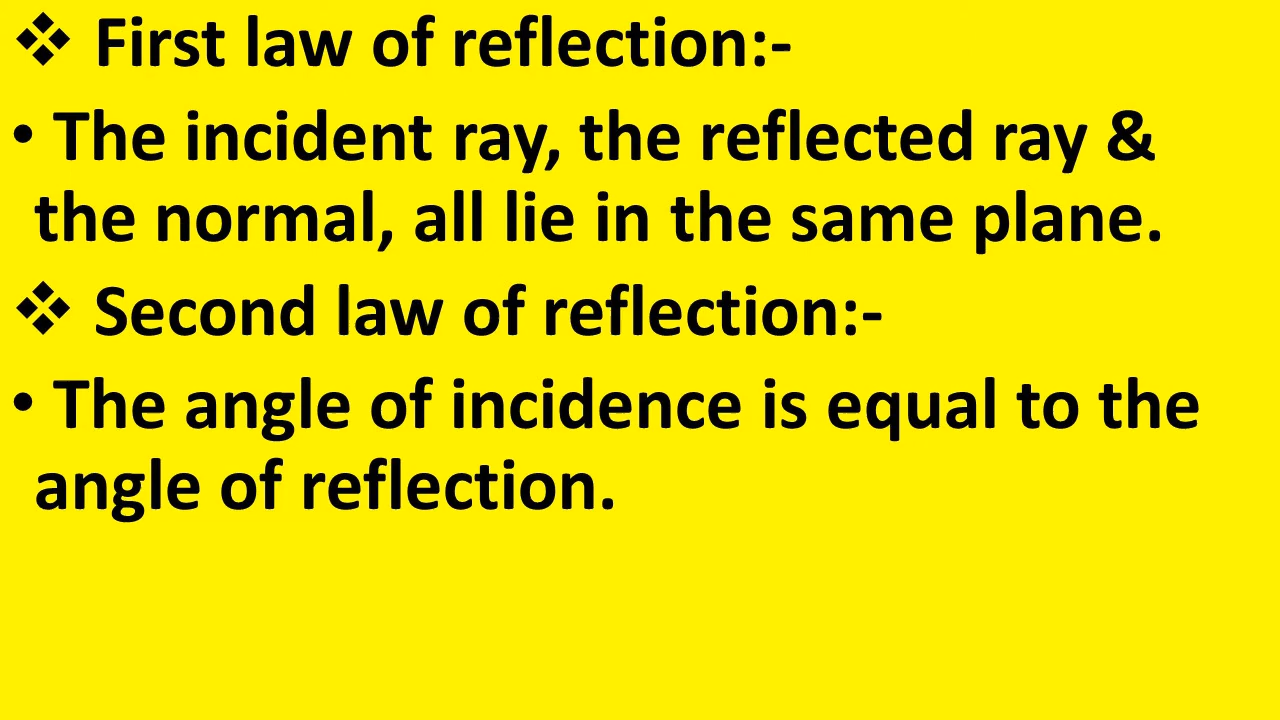 ❖ First law of reflection:-
• The incident ray, the reflected ray &
the normal, all lie in the same plane.
❖ Second law of reflection:-
• The angle of incidence is equal to the
angle of reflection.